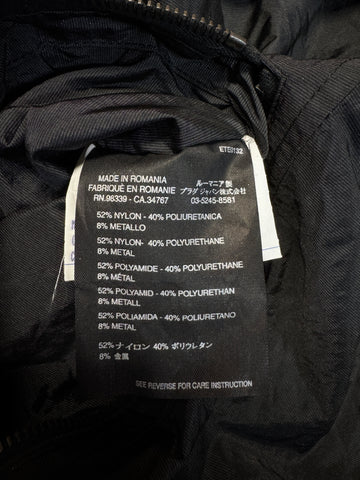 ET59132
MADE IN ROMANIA
FABRIQUÉ EN ROMANIE
RN.98339 - CA.34767
ルーマニア製
プラダ ジャパン株式会社
03-5245-8561
52% NYLON - 40% POLIURETANICA
8% METALLO
52% NYLON- 40% POLYURETHANE
8% METAL
52% POLYAMIDE - 40% POLYURETHANE
8% MÉTAL
52% POLYAMID - 40% POLYURETHAN
8% METALL
52% POLIAMIDA - 40% POLIURETANO
8% METAL
52% ナイロン 40% ポリウレタン
8% 金属
SEE REVERSE FOR CARE INSTRUCTION